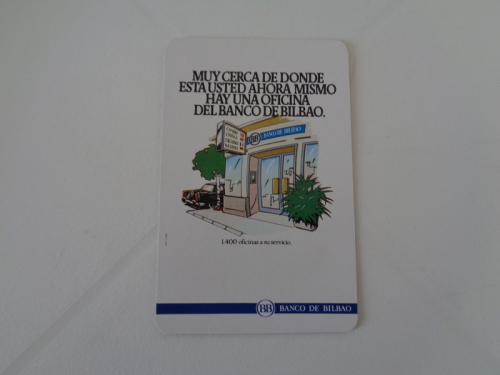 MUY CERCA DE DONDE
ESTA USTED AHORA MISMO
HAY UNA OFICINA
DEL BANCO DE BILBAO.
BB BANCO DE BILBAO
1.400 oficinas a su servicio.
BB BANCO DE BILBAO